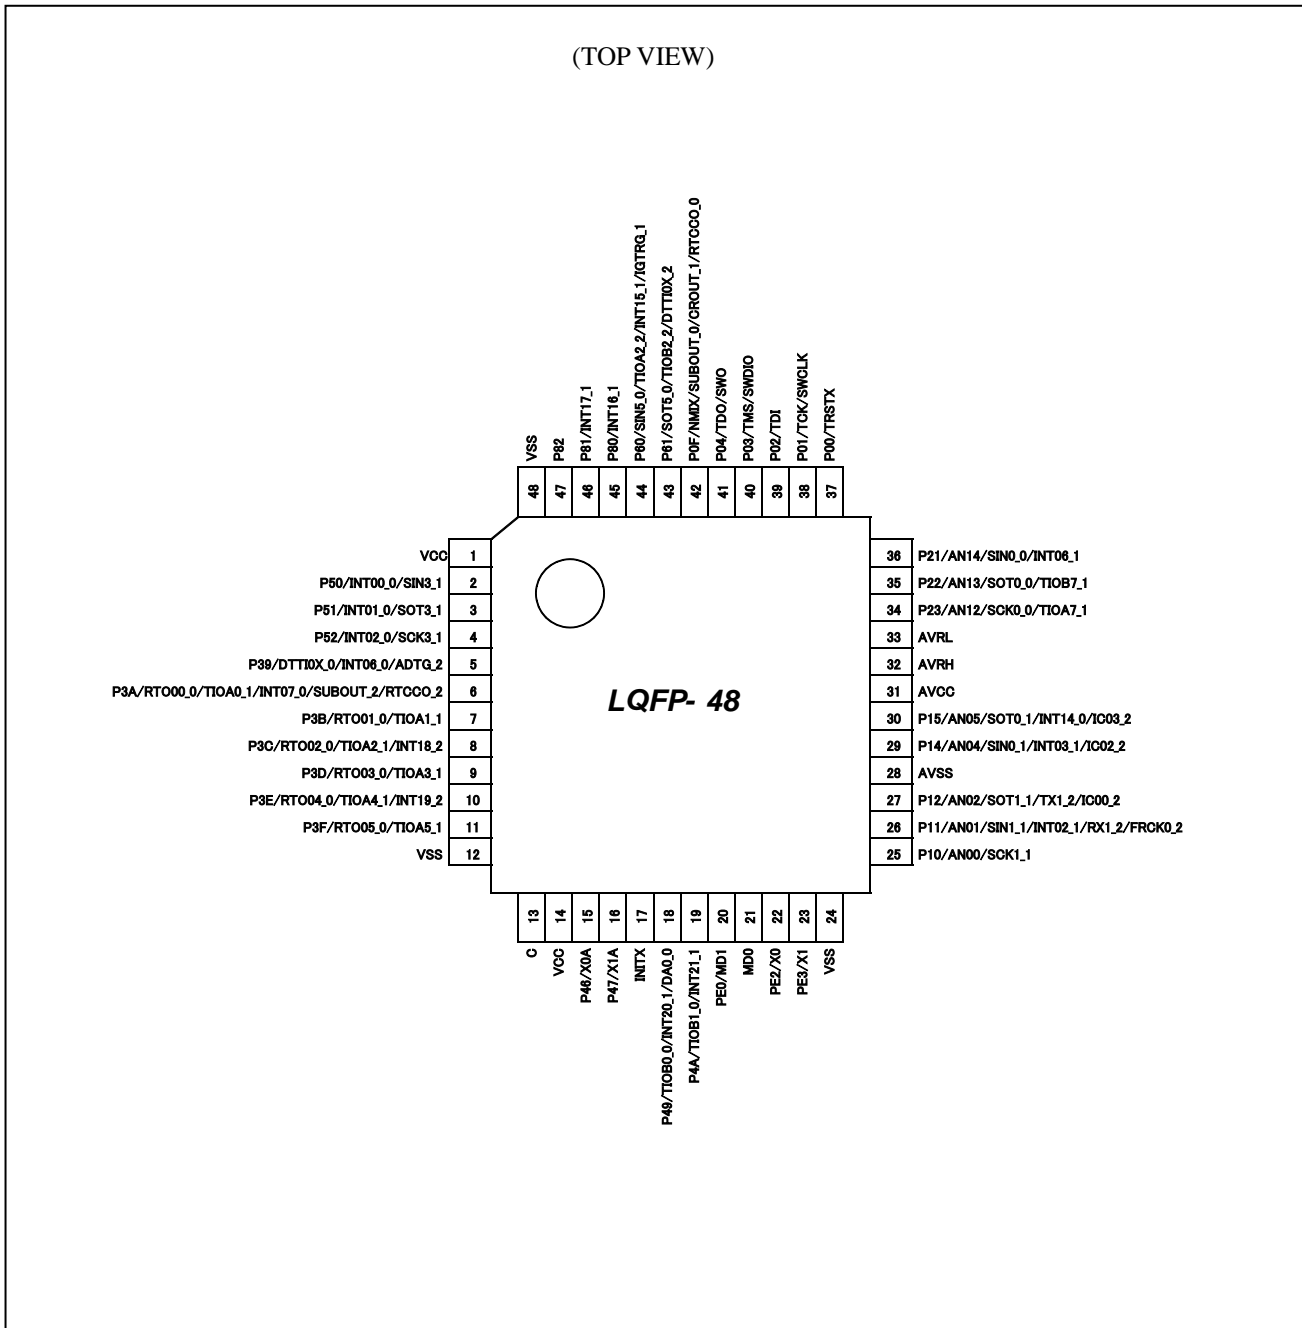 (TOP VIEW)
VSS
P82
P81/INT17_1
P80/INT16_1
P60/SIN5_0/TIOA2_2/INT15_1/IGTRG_1
P61/SOT5_0/TIOB2_2/DTTI0X_2
P0F/NMIX/SUBOUT_0/CROUT_1/RTCCO_0
P04/TDO/SWO
P03/TMS/SWDIO
P02/TDI
P01/TCK/SWCLK
P00/TRSTX
48 47 46 45 44 43 42 41 40 39 38 37
VCC 1
P50/INT00_0/SIN3_1 2
P51/INT01_0/SOT3_1 3
P52/INT02_0/SCK3_1 4
P39/DTTI0X_0/INT06_0/ADTG_2 5
P3A/RTO00_0/TIOA0_1/INT07_0/SUBOUT_2/RTCCO_2 6
P3B/RTO01_0/TIOA1_1 7
P3C/RTO02_0/TIOA2_1/INT18_2 8
P3D/RTO03_0/TIOA3_1 9
P3E/RTO04_0/TIOA4_1/INT19_2 10
P3F/RTO05_0/TIOA5_1 11
VSS 12
LQFP- 48
36 P21/AN14/SIN0_0/INT06_1
35 P22/AN13/SOT0_0/TIOB7_1
34 P23/AN12/SCK0_0/TIOA7_1
33 AVRL
32 AVRH
31 AVCC
30 P15/AN05/SOT0_1/INT14_0/IC03_2
29 P14/AN04/SIN0_1/INT03_1/IC02_2
28 AVSS
27 P12/AN02/SOT1_1/TX1_2/IC00_2
26 P11/AN01/SIN1_1/INT02_1/RX1_2/FRCK0_2
25 P10/AN00/SCK1_1
13 14 15 16 17 18 19 20 21 22 23 24
C
VCC
P46/X0A
P47/X1A
INITX
P49/TIOB0_0/INT20_1/DA0_0
P4A/TIOB1_0/INT21_1
PE0/MD1
MD0
PE2/X0
PE3/X1
VSS